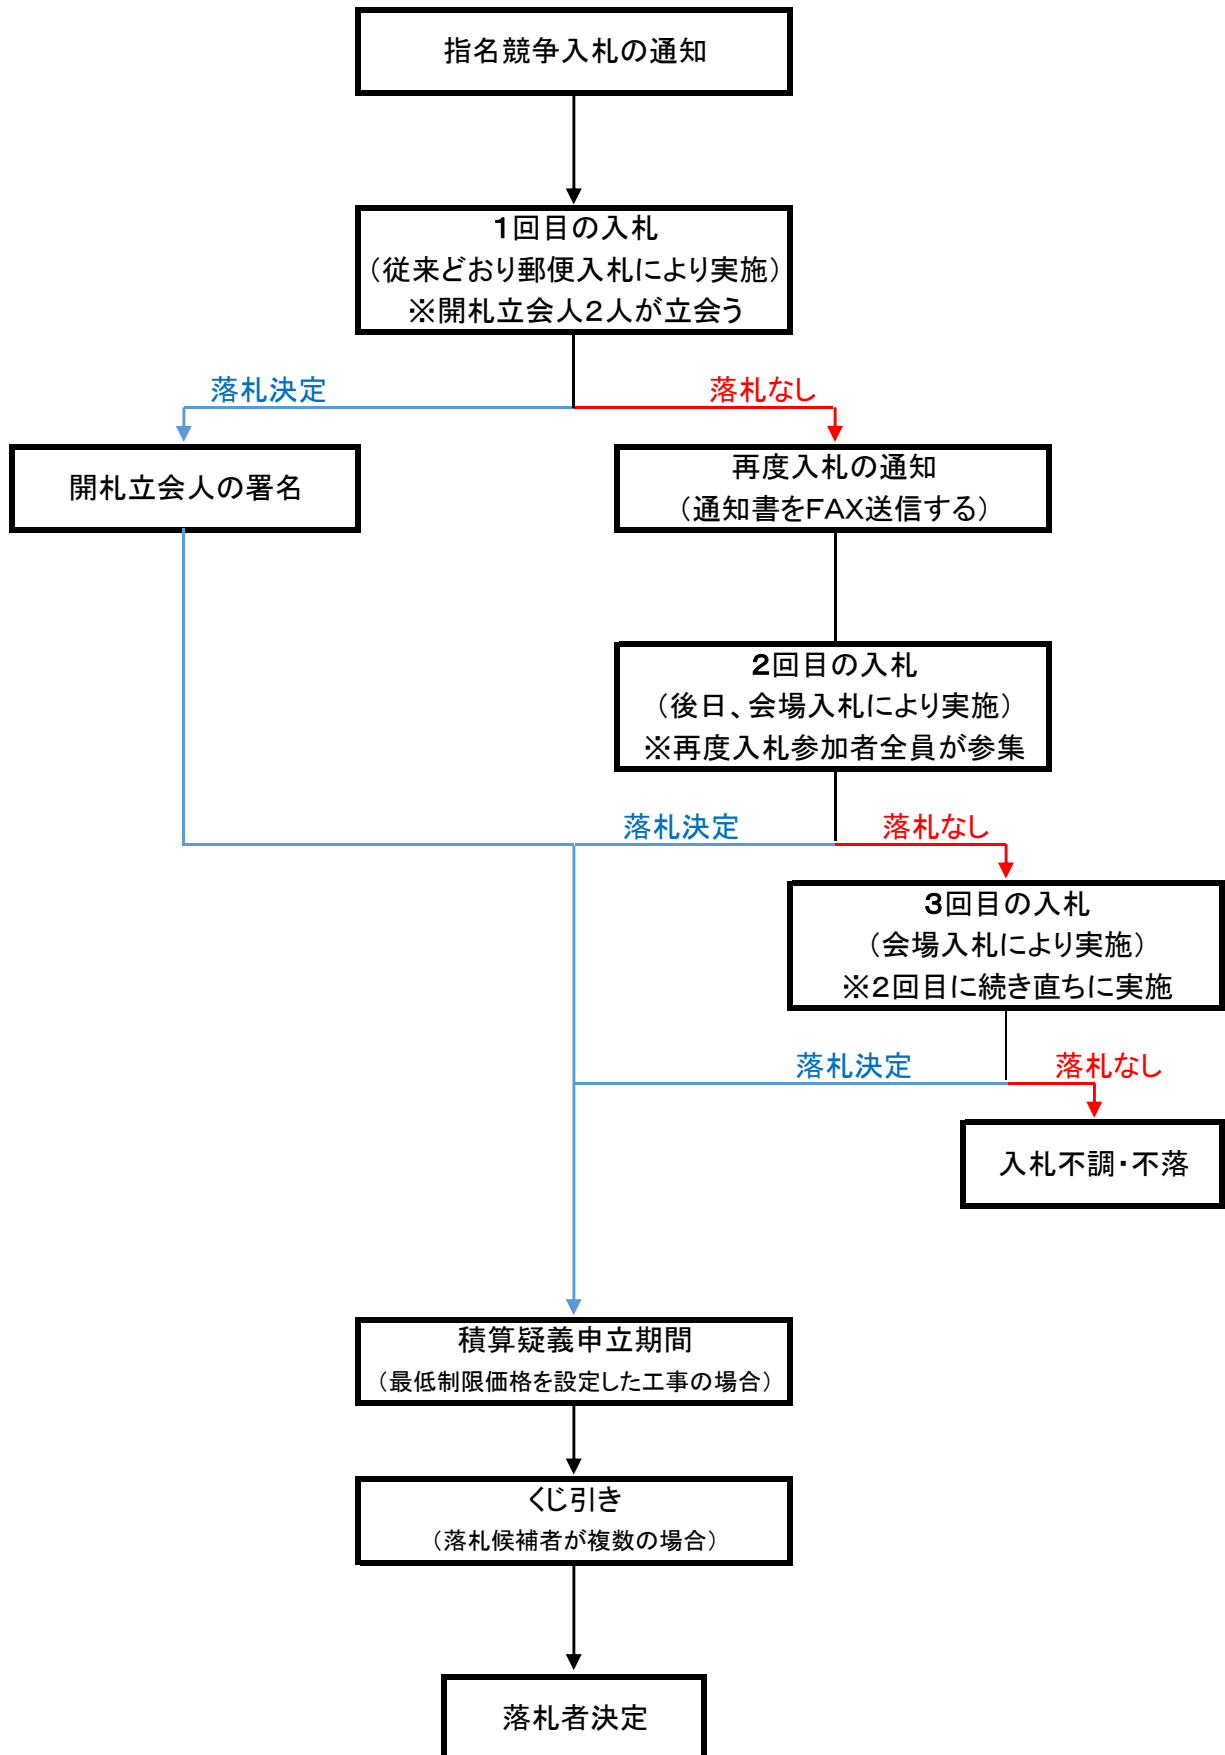 指名競争入札の通知
1回目の入札
（従来どおり郵便入札により実施）
※開札立会人2人が立会う
落札決定
落札なし
開札立会人の署名
再度入札の通知
（通知書をFAX送信する）
2回目の入札
（後日、会場入札により実施）
※再度入札参加者全員が参集
落札決定
落札なし
3回目の入札
（会場入札により実施）
※2回目に続き直ちに実施
落札決定
落札なし
入札不調・不落
積算疑義申立期間
（最低制限価格を設定した工事の場合）
くじ引き
（落札候補者が複数の場合）
落札者決定